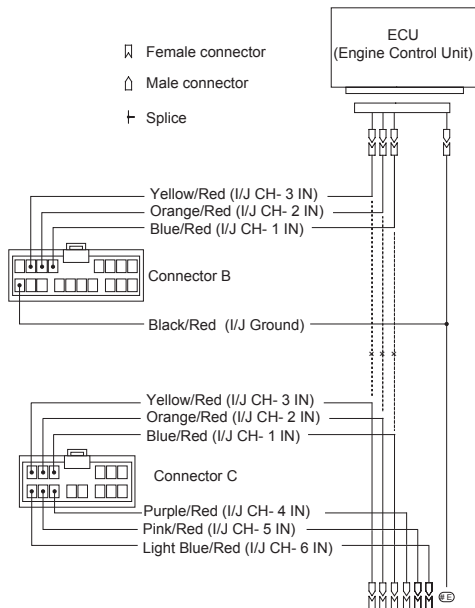 ECU
(Engine Control Unit)
Female connector
Male connector
Splice
Yellow/Red (I/J CH- 3 IN)
Orange/Red (I/J CH- 2 IN)
Blue/Red (I/J CH- 1 IN)
Connector B
Black/Red (I/J Ground)
Yellow/Red (I/J CH- 3 IN)
Orange/Red (I/J CH- 2 IN)
Blue/Red (I/J CH- 1 IN)
Connector C
Purple/Red (I/J CH- 4 IN)
Pink/Red (I/J CH- 5 IN)
Light Blue/Red (I/J CH- 6 IN)
# E